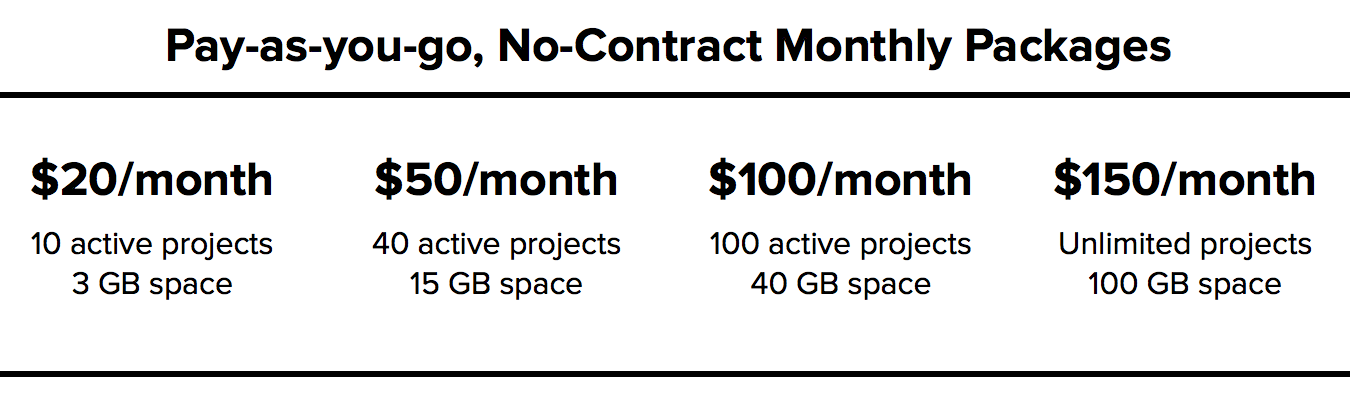 Pay-as-you-go, No-Contract Monthly Packages
$20/month
10 active projects
3 GB space
$50/month
40 active projects
15 GB space
$100/month
100 active projects
40 GB space
$150/month
Unlimited projects
100 GB space